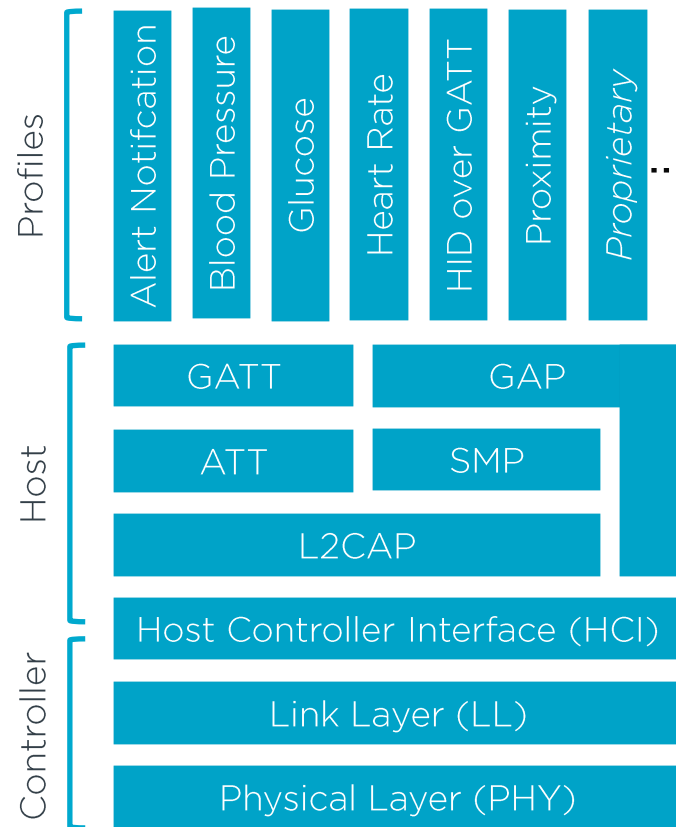 Profiles
Alert Notifcation
Blood Pressure
Glucose
Heart Rate
HID over GATT
Proximity
Proprietary
..
Host
GATT
GAP
ATT
SMP
L2CAP
Host Controller Interface (HCI)
Controller
Link Layer (LL)
Physical Layer (PHY)